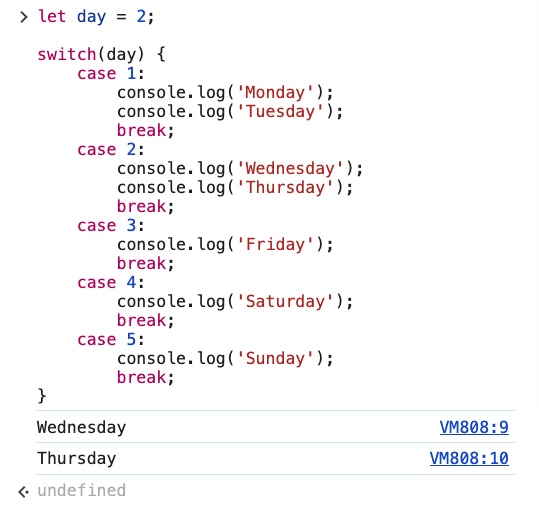 > let day = 2;
switch(day) {
    case 1:
        console.log('Monday');
        console.log('Tuesday');
        break;
    case 2:
        console.log('Wednesday');
        console.log('Thursday');
        break;
    case 3:
        console.log('Friday');
        break;
    case 4:
        console.log('Saturday');
        break;
    case 5:
        console.log('Sunday');
        break;
}
Wednesday VM808:9
Thursday VM808:10
undefined